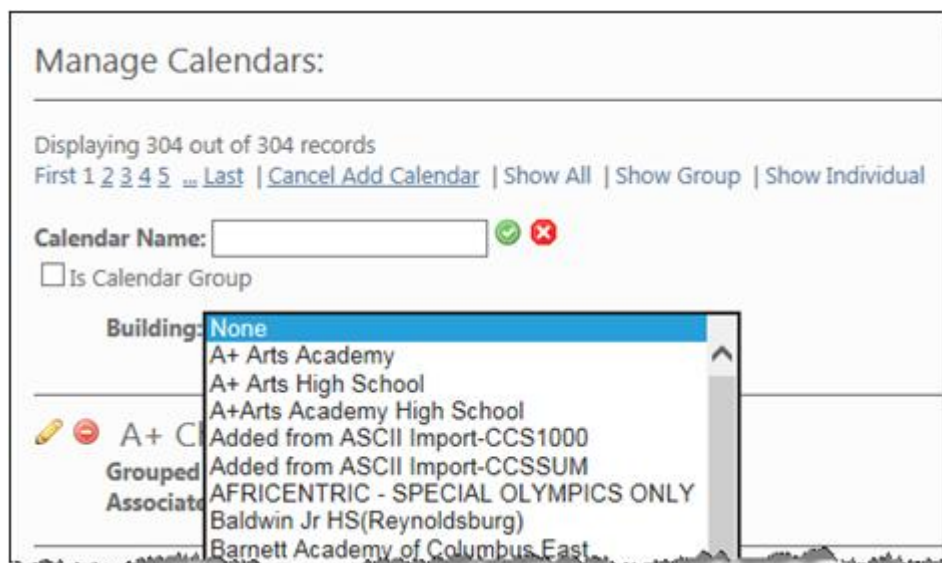 Manage Calendars:
Displaying 304 out of 304 records
First 1 2 3 4 5 ... Last | Cancel Add Calendar | Show All | Show Group | Show Individual
Calendar Name:
Is Calendar Group
Building: None
A+ Arts Academy
A+ Arts High School
A+Arts Academy High School
A+ C
Added from ASCII Import-CCS1000
Grouped
Added from ASCII Import-CCSSUM
Associate
AFRICENTRIC - SPECIAL OLYMPICS ONLY
Baldwin Jr HS(Reynoldsburg)
Barnett Academy of Columbus East